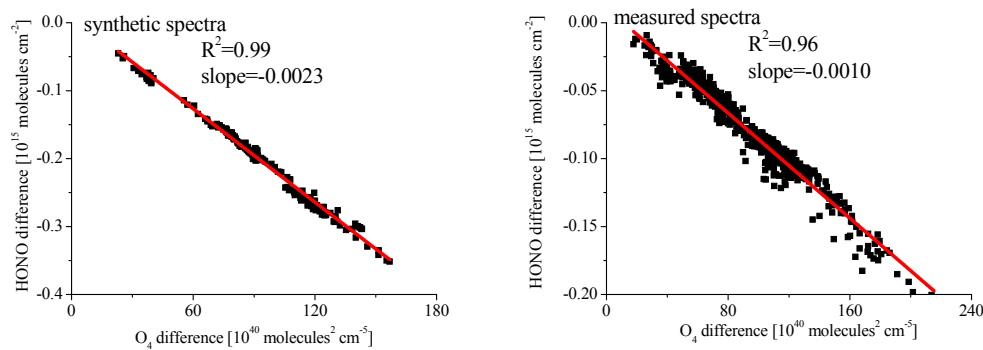 synthetic spectra
R²=0.99
slope=-0.0023
HONO difference [10¹⁵ molecules cm⁻²]
0.00
-0.1
-0.2
-0.3
-0.4
0
60
120
180
O₄ difference [10⁴⁰ molecules² cm⁻⁵]
measured spectra
R²=0.96
slope=-0.0010
HONO difference [10¹⁵ molecules cm⁻²]
0.00
-0.05
-0.10
-0.15
-0.20
0
80
160
240
O₄ difference [10⁴⁰ molecules² cm⁻⁵]